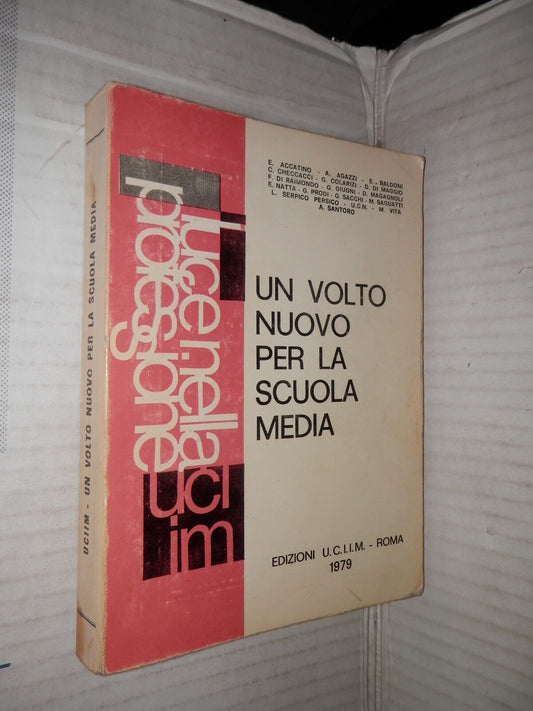 E. ACCATINO - A. AGAZZI - E. BALDONI
C. CHECCACCI - G. COLARIZI - D. DI MAGGIO
F. DI RAIMONDO - G. GIUGNI - D. MAGAGNOLI
E. NATTA - G. PRODI - G. SACCHI - M. SAGUATTI
L. SERPICO PERSICO - U.C.N. - M. VITA
A. SANTORO
UN VOLTO
NUOVO
PER LA
SCUOLA
MEDIA
EDIZIONI U.C.I.I.M. - ROMA
1979
luce nella
professione
uci
im
UCIIM - UN VOLTO NUOVO PER LA SCUOLA MEDIA